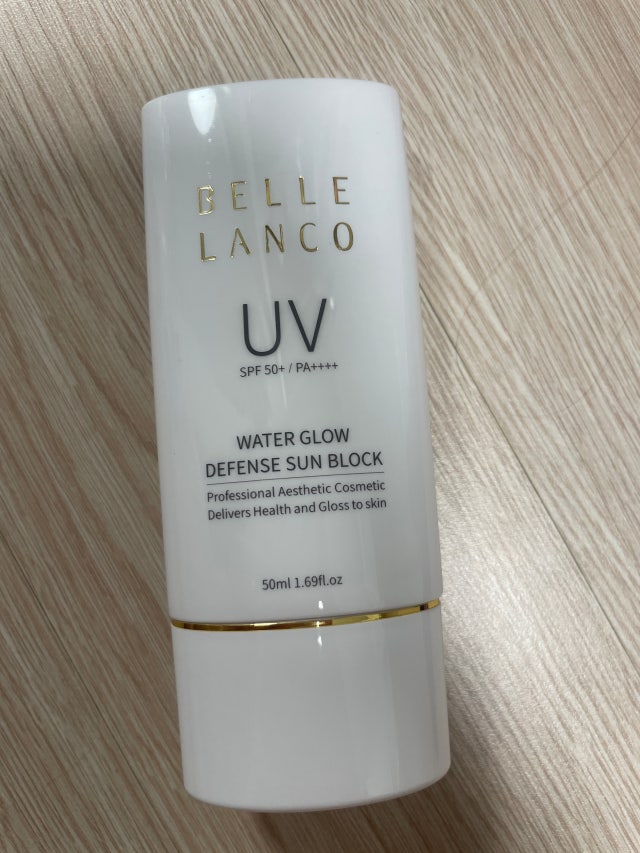 BELLE
LANCO
UV
SPF 50+ / PA++++
WATER GLOW
DEFENSE SUN BLOCK
Professional Aesthetic Cosmetic
Delivers Health and Gloss to skin
50ml 1.69fl.oz